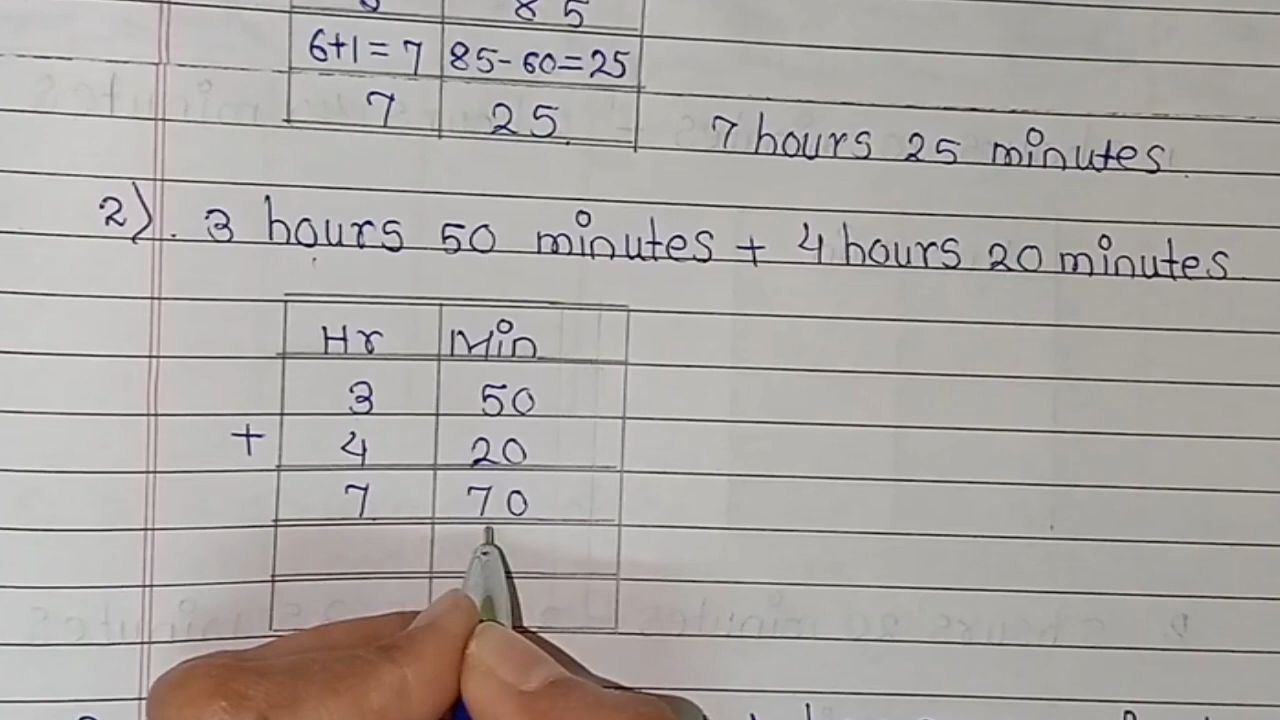 85
6+1=7 85-60=25
7 25 7 hours 25 minutes.
2). 3 hours 50 minutes + 4 hours 20 minutes
Hr Min
3 50
+ 4 20
7 70